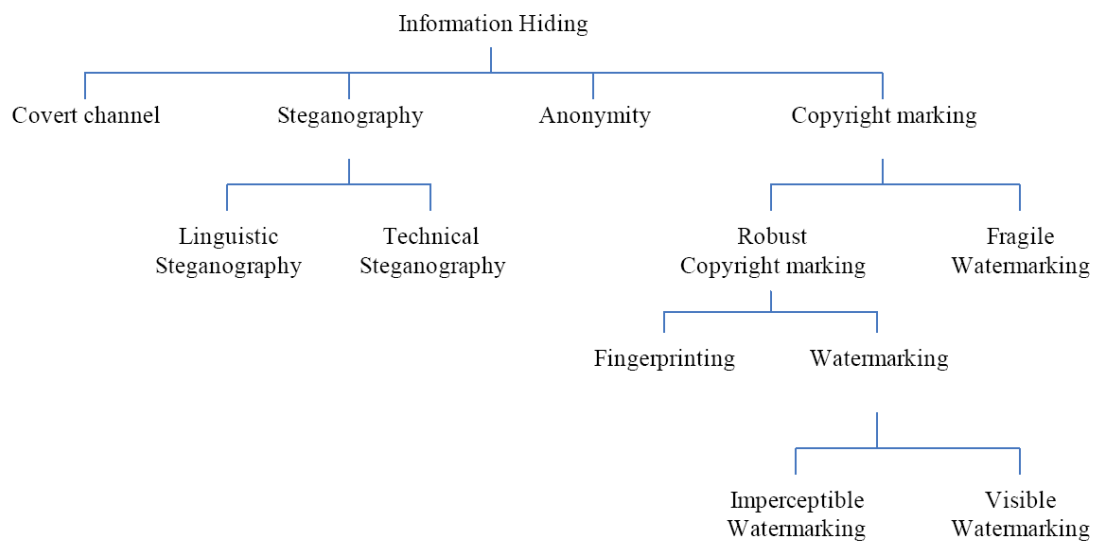 Information Hiding
Covert channel
Steganography
Anonymity
Copyright marking
Linguistic
Steganography
Technical
Steganography
Robust
Copyright marking
Fragile
Watermarking
Fingerprinting
Watermarking
Imperceptible
Watermarking
Visible
Watermarking